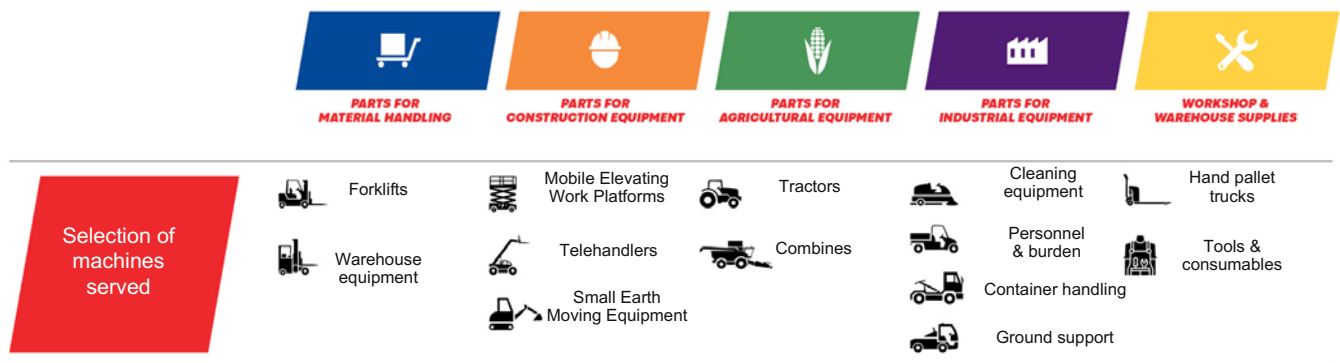 PARTS FOR
MATERIAL HANDLING
PARTS FOR
CONSTRUCTION EQUIPMENT
PARTS FOR
AGRICULTURAL EQUIPMENT
PARTS FOR
INDUSTRIAL EQUIPMENT
WORKSHOP &
WAREHOUSE SUPPLIES
Selection of
machines
served
Forklifts
Warehouse
equipment
Mobile Elevating
Work Platforms
Telehandlers
Small Earth
Moving Equipment
Tractors
Combines
Cleaning
equipment
Personnel
& burden
Container handling
Ground support
Hand pallet
trucks
Tools &
consumables